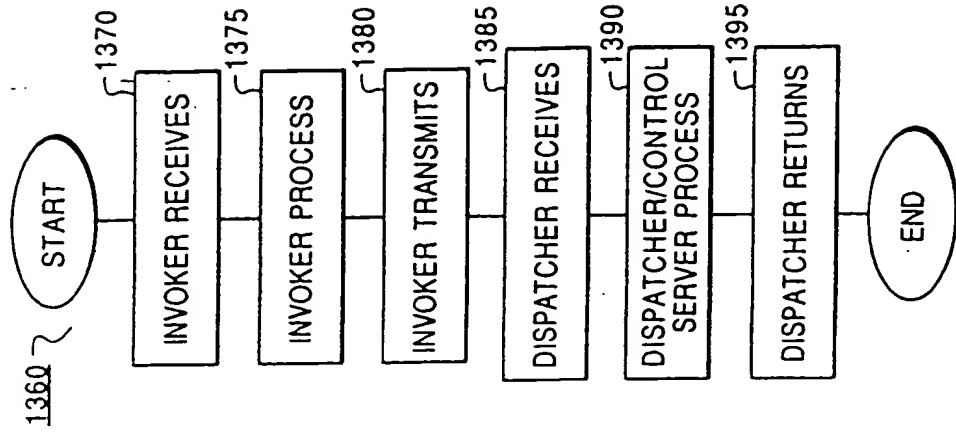 1360
START
1370
INVOKER RECEIVES
1375
INVOKER PROCESS
1380
INVOKER TRANSMITS
1385
DISPATCHER RECEIVES
1390
DISPATCHER/CONTROL
SERVER PROCESS
1395
DISPATCHER RETURNS
END